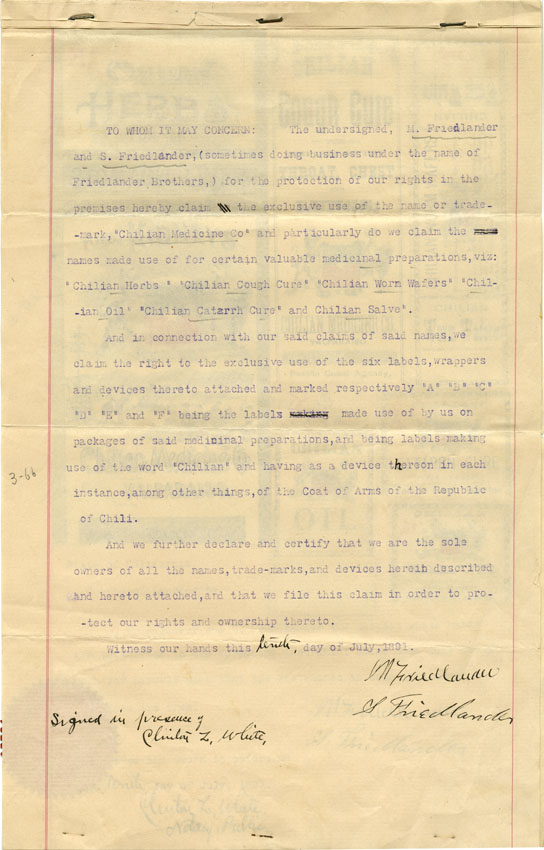 TO WHOM IT MAY CONCERN: The undersigned, M. Friedlander
and S. Friedlander,(sometimes doing business under the name of
Friedlander Brothers,) for the protection of our rights in the
premises hereby claim the exclusive use of the name or trade-
-mark,"Chilian Medicine Co" and particularly do we claim the
names made use of for certain valuable medicinal preparations,viz:
"Chilian Herbs" "Chilian Cough Cure" "Chilian Worm Wafers" "Chil-
-ian Oil" "Chilian Catarrh Cure" and Chilian Salve".
And in connection with our said claims of said names,we
claim the right to the exclusive use of the six labels,wrappers
and devices thereto attached and marked respectively "A" "B" "C"
"D" "E" and "F" being the labels making made use of by us on
packages of said medicinal preparations,and being labels making
use of the word "Chilian" and having as a device thereon in each
instance,among other things,of the Coat of Arms of the Republic
of Chili.
And we further declare and certify that we are the sole
owners of all the names,trade-marks,and devices herein described
and hereto attached,and that we file this claim in order to pro-
-tect our rights and ownership thereto.
Witness our hands this tenth, day of July,1891.
M Friedlander
S Friedlander
Signed in presence of
Clinton L. White,
3-66